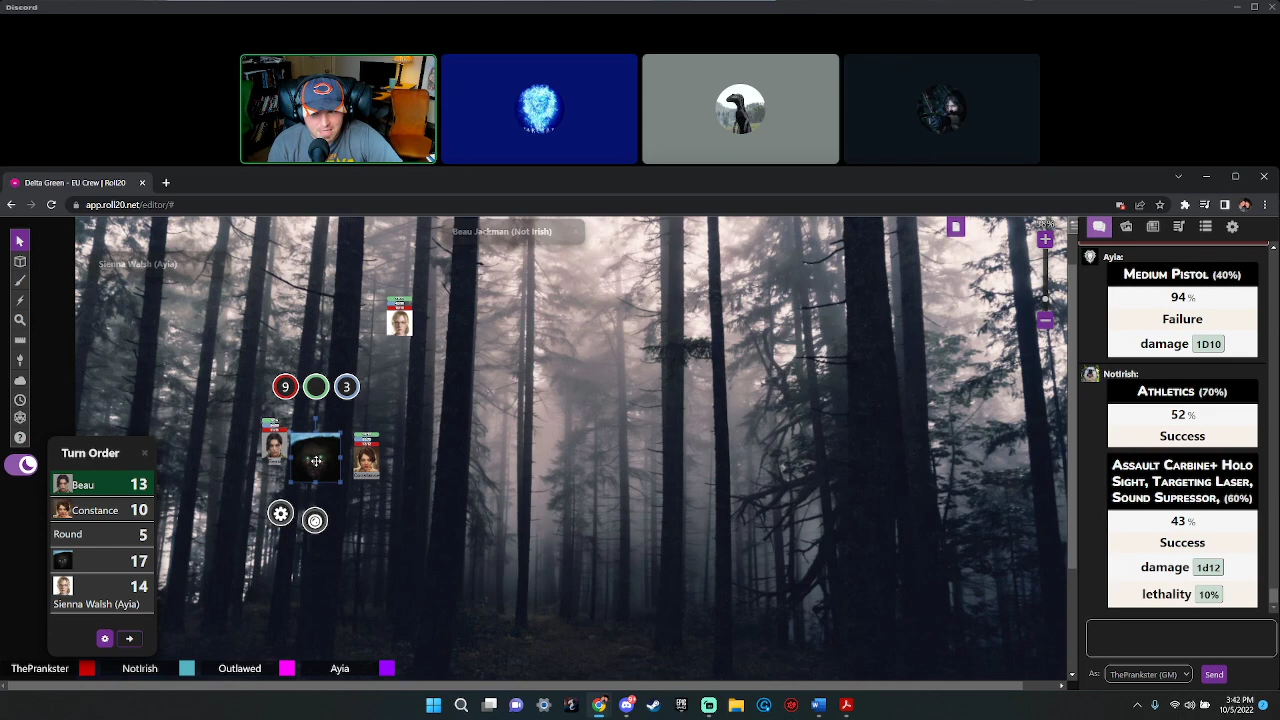 Discord
Delta Green - EU Crew | Roll20
app.roll20.net/editor/#
Beau Jackman (Not Irish)
Sienna Walsh (Ayia)
9
3
Turn Order
Beau 13
Constance 10
Round 5
17
14
Sienna Walsh (Ayia)
ThePrankster
NotIrish
Outlawed
Ayia
Ayia:
MEDIUM PISTOL (40%)
94 %
Failure
damage 1D10
NotIrish:
ATHLETICS (70%)
52 %
Success
ASSAULT CARBINE+ HOLO
SIGHT, TARGETING LASER,
SOUND SUPRESSOR, (60%)
43 %
Success
damage 1d12
lethality 10%
As: ThePrankster (GM)
Send
3:42 PM
10/5/2022